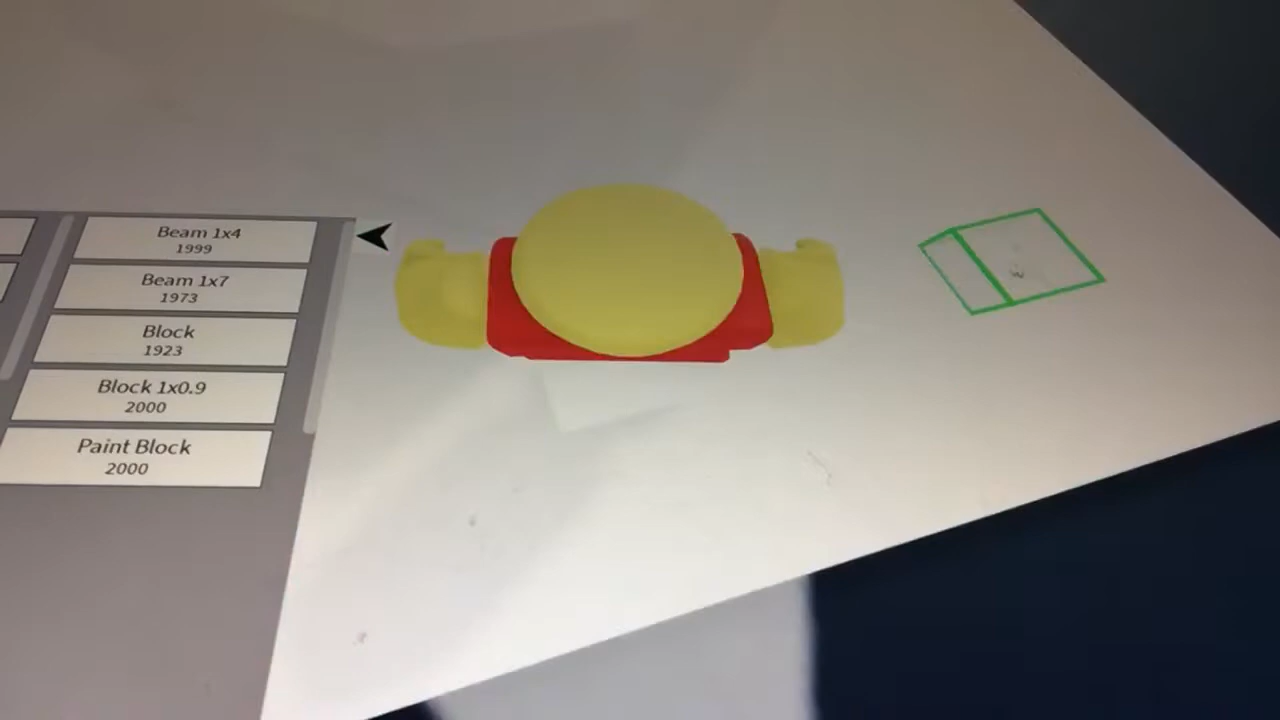 Beam 1x4
1999
Beam 1x7
1973
Block
1923
Block 1x0.9
2000
Paint Block
2000